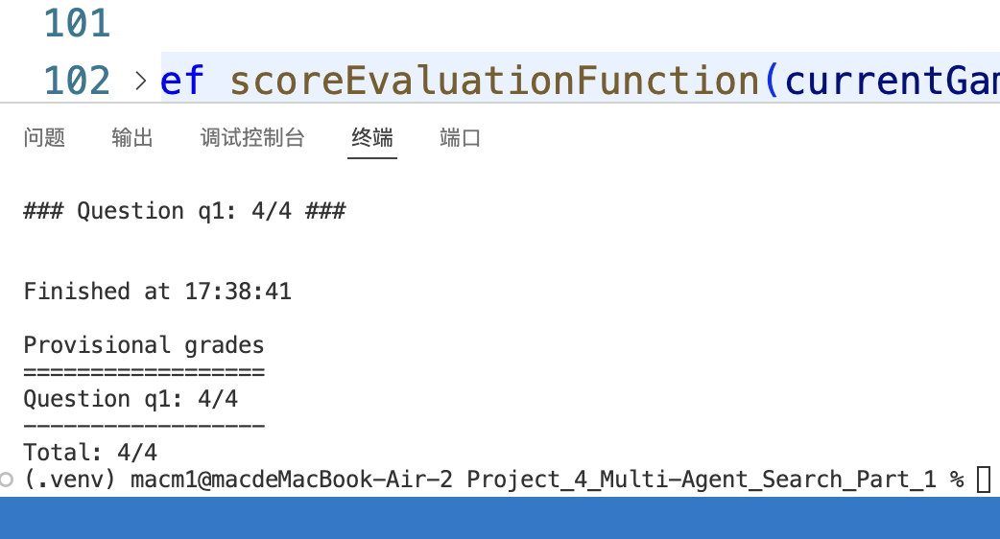 101
102 ef scoreEvaluationFunction(currentGam
问题 输出 调试控制台 终端 端口
### Question q1: 4/4 ###
Finished at 17:38:41
Provisional grades
==================
Question q1: 4/4
------------------
Total: 4/4
(.venv) macm1@macdeMacBook-Air-2 Project_4_Multi-Agent_Search_Part_1 %